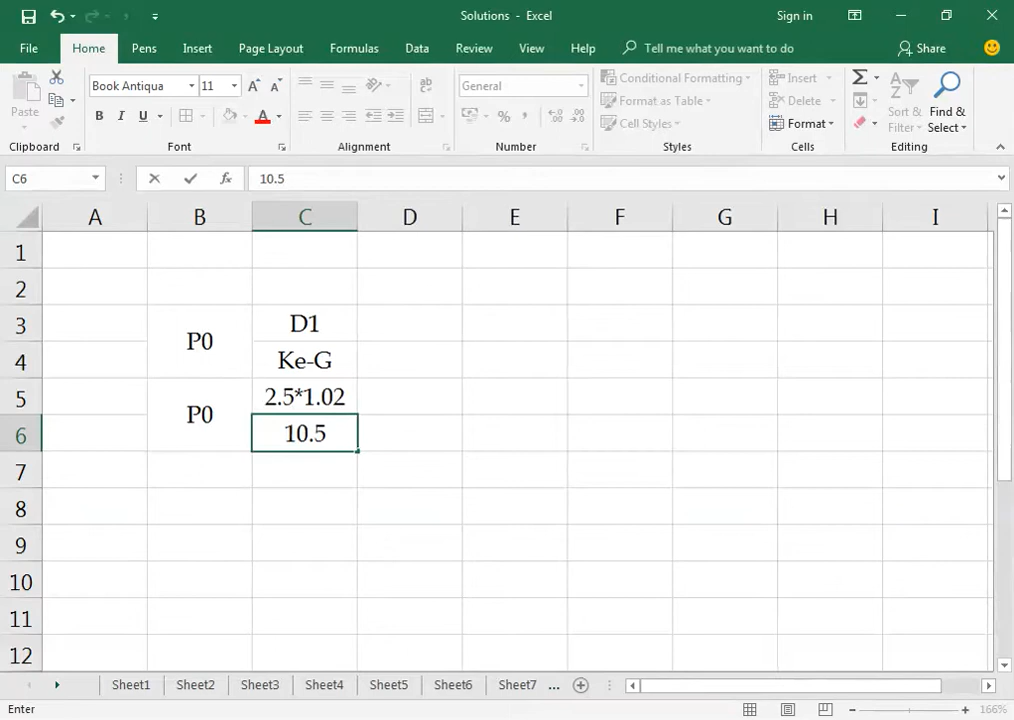 Solutions - Excel
Sign in
File Home Pens Insert Page Layout Formulas Data Review View Help Tell me what you want to do Share
Paste
Book Antiqua 11
B I U
General
Conditional Formatting
Format as Table
Cell Styles
Insert
Delete
Format
Sort & Filter
Find & Select
Clipboard Font Alignment Number Styles Cells Editing
C6 fx 10.5
A B C D E F G H I
1
2
3 D1
P0
4 Ke-G
5 2.5*1.02
P0
6 10.5
7
8
9
10
11
12
Sheet1 Sheet2 Sheet3 Sheet4 Sheet5 Sheet6 Sheet7 ...
Enter 166%